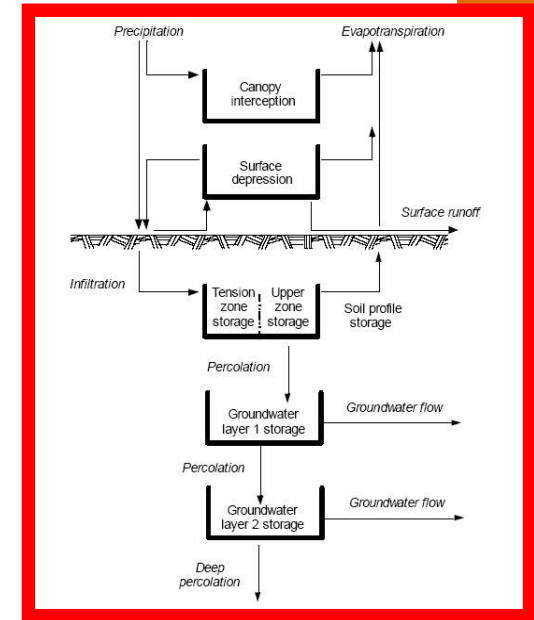 Precipitation
Evapotranspiration
Canopy
interception
Surface
depression
Surface runoff
Infiltration
Tension
zone
storage
Upper
zone
storage
Soil profile
storage
Percolation
Groundwater
layer 1 storage
Groundwater flow
Percolation
Groundwater
layer 2 storage
Groundwater flow
Deep
percolation